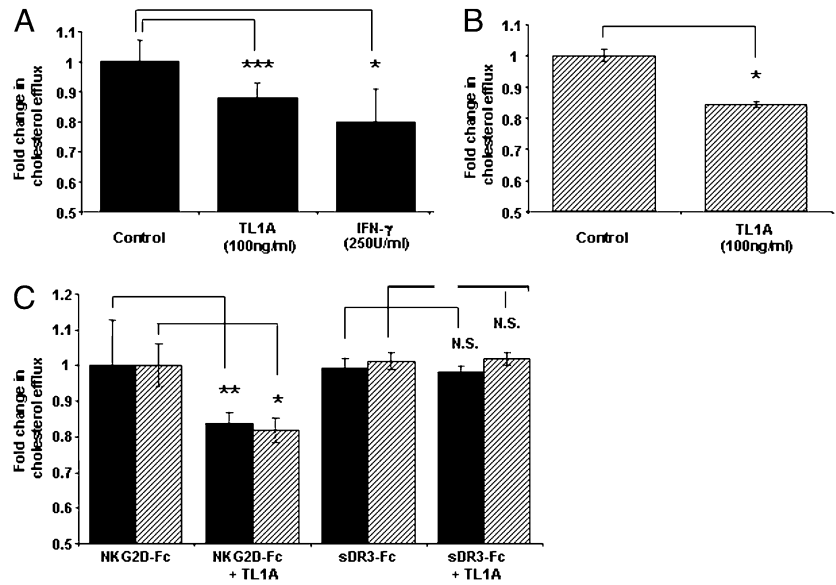 A
Fold change in
cholesterol efflux
1.1
1
0.9
0.8
0.7
0.6
0.5
***
*
Control
TL1A
(100ng/ml)
IFN-γ
(250U/ml)
B
Fold change in
cholesterol efflux
1.1
1
0.9
0.8
0.7
0.6
0.5
*
Control
TL1A
(100ng/ml)
C
Fold change in
cholesterol efflux
1.2
1.1
1
0.9
0.8
0.7
0.6
0.5
**
*
N.S.
N.S.
NKG2D-Fc
NKG2D-Fc
+ TL1A
sDR3-Fc
sDR3-Fc
+ TL1A